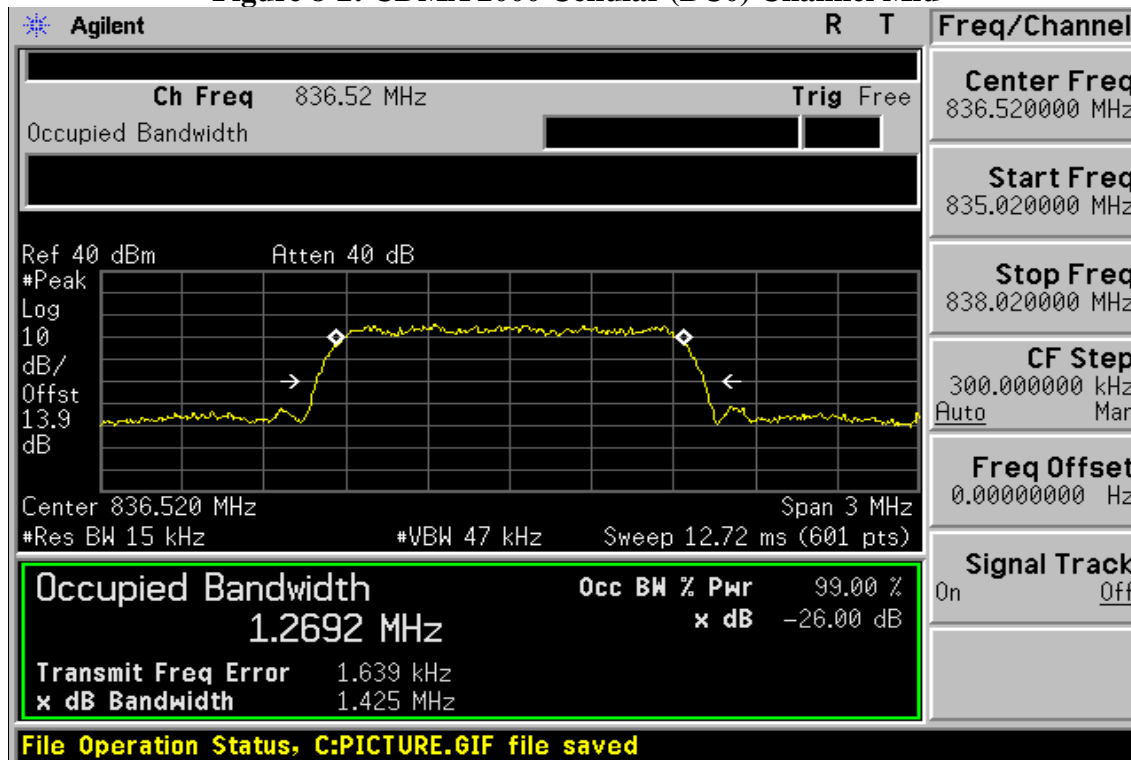 Agilent R T
Freq/Channel
Ch Freq 836.52 MHz Trig Free
Occupied Bandwidth
Center Freq
836.520000 MHz
Start Freq
835.020000 MHz
Stop Freq
838.020000 MHz
CF Step
300.000000 kHz
Auto Man
Freq Offset
0.00000000 Hz
Signal Track
On Off
Ref 40 dBm Atten 40 dB
#Peak
Log
10
dB/
Offst
13.9
dB
Center 836.520 MHz Span 3 MHz
#Res BW 15 kHz #VBW 47 kHz Sweep 12.72 ms (601 pts)
Occupied Bandwidth
1.2692 MHz
Occ BW % Pwr 99.00 %
x dB -26.00 dB
Transmit Freq Error 1.639 kHz
x dB Bandwidth 1.425 MHz
File Operation Status, C:PICTURE.GIF file saved